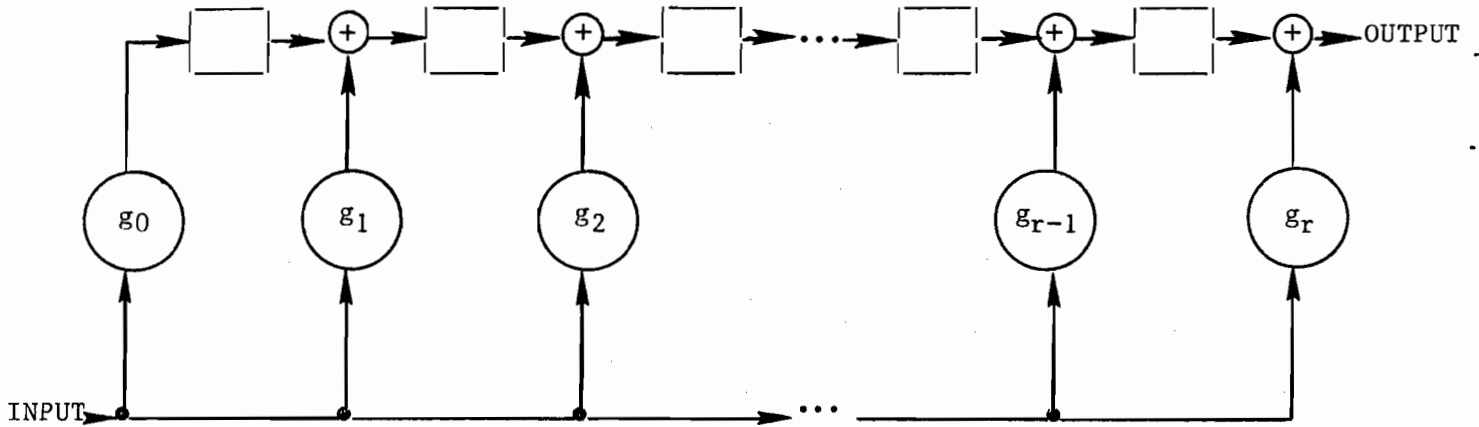 + + ... + + OUTPUT
g0 g1 g2 gr-1 gr
INPUT ...